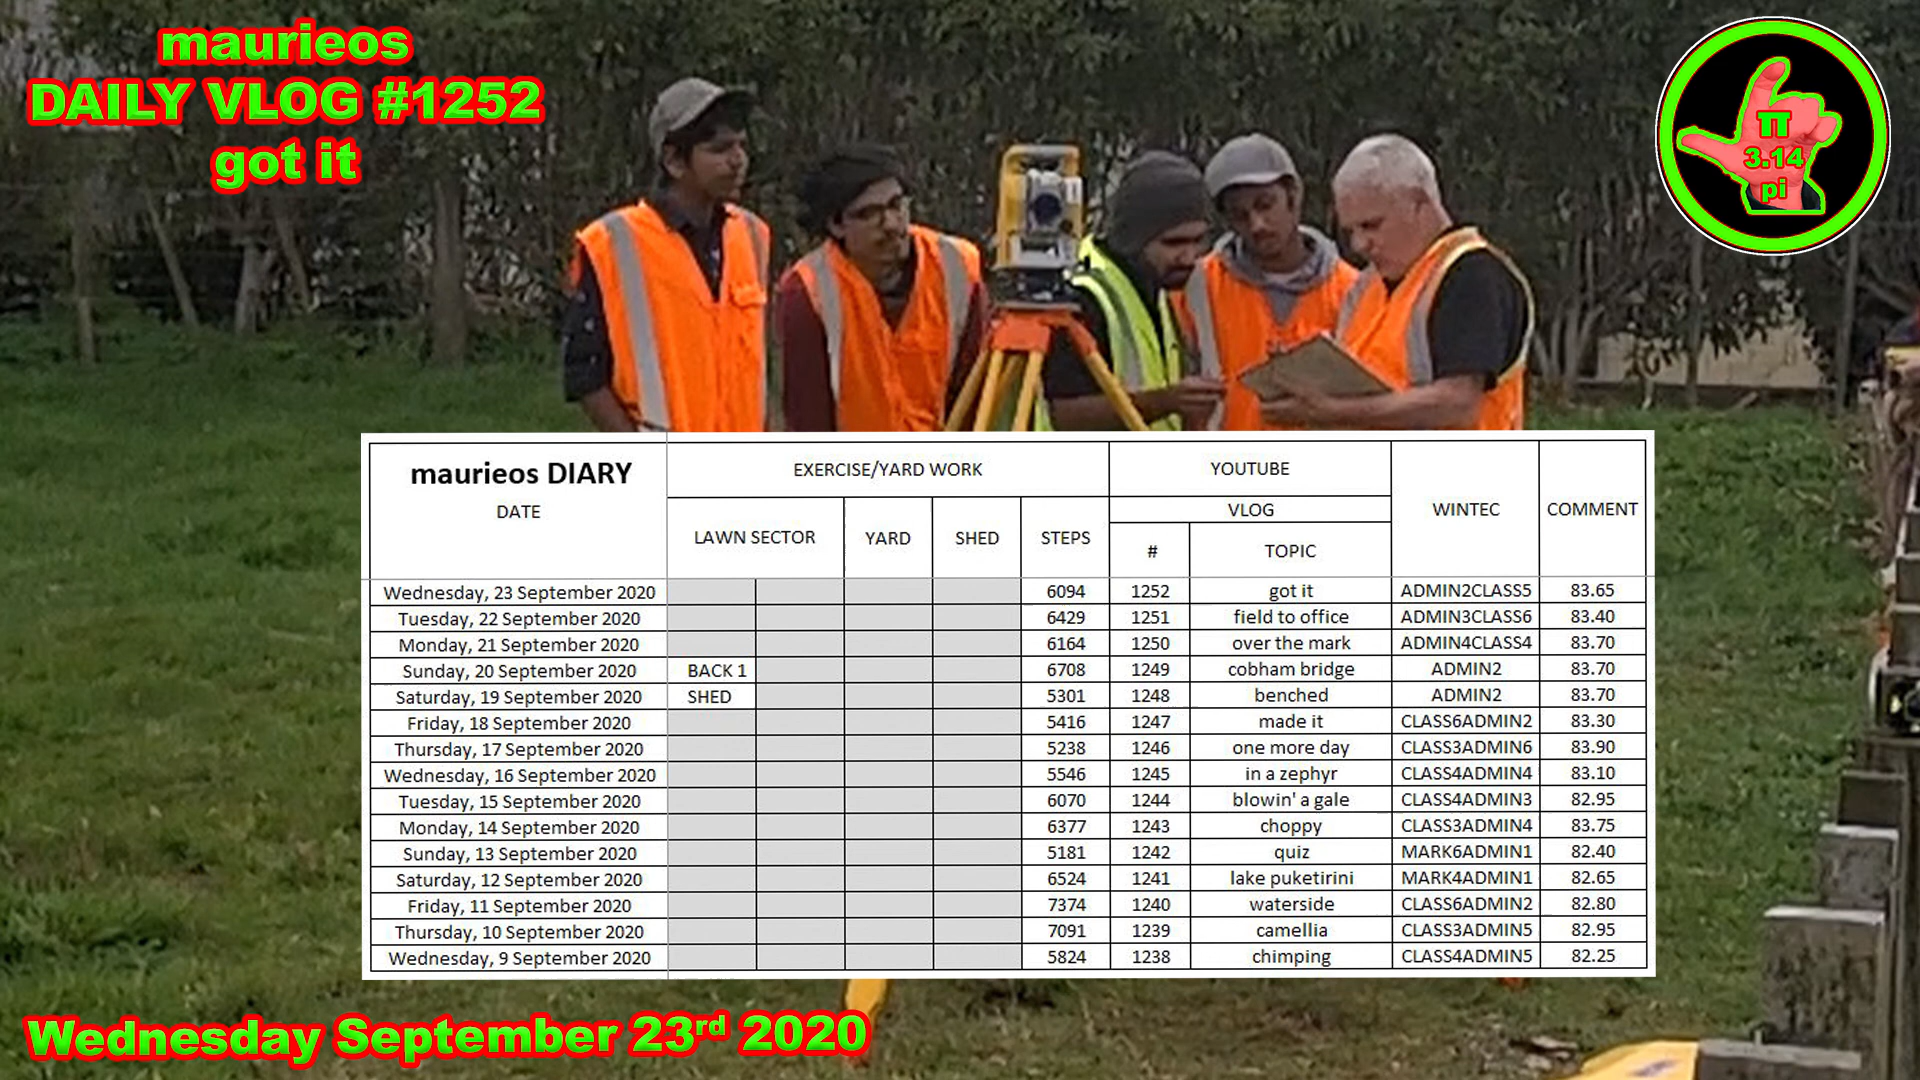 maurieos
DAILY VLOG #1252
got it
π
3.14
pi
maurieos DIARY
DATE
EXERCISE/YARD WORK
YOUTUBE
WINTEC
COMMENT
LAWN SECTOR
YARD
SHED
STEPS
VLOG
#
TOPIC
Wednesday, 23 September 2020 6094 1252 got it ADMIN2CLASS5 83.65
Tuesday, 22 September 2020 6429 1251 field to office ADMIN3CLASS6 83.40
Monday, 21 September 2020 6164 1250 over the mark ADMIN4CLASS4 83.70
Sunday, 20 September 2020 BACK 1 6708 1249 cobham bridge ADMIN2 83.70
Saturday, 19 September 2020 SHED 5301 1248 benched ADMIN2 83.70
Friday, 18 September 2020 5416 1247 made it CLASS6ADMIN2 83.30
Thursday, 17 September 2020 5238 1246 one more day CLASS3ADMIN6 83.90
Wednesday, 16 September 2020 5546 1245 in a zephyr CLASS4ADMIN4 83.10
Tuesday, 15 September 2020 6070 1244 blowin' a gale CLASS4ADMIN3 82.95
Monday, 14 September 2020 6377 1243 choppy CLASS3ADMIN4 83.75
Sunday, 13 September 2020 5181 1242 quiz MARK6ADMIN1 82.40
Saturday, 12 September 2020 6524 1241 lake puketirini MARK4ADMIN1 82.65
Friday, 11 September 2020 7374 1240 waterside CLASS6ADMIN2 82.80
Thursday, 10 September 2020 7091 1239 camellia CLASS3ADMIN5 82.95
Wednesday, 9 September 2020 5824 1238 chimping CLASS4ADMIN5 82.25
Wednesday September 23rd 2020